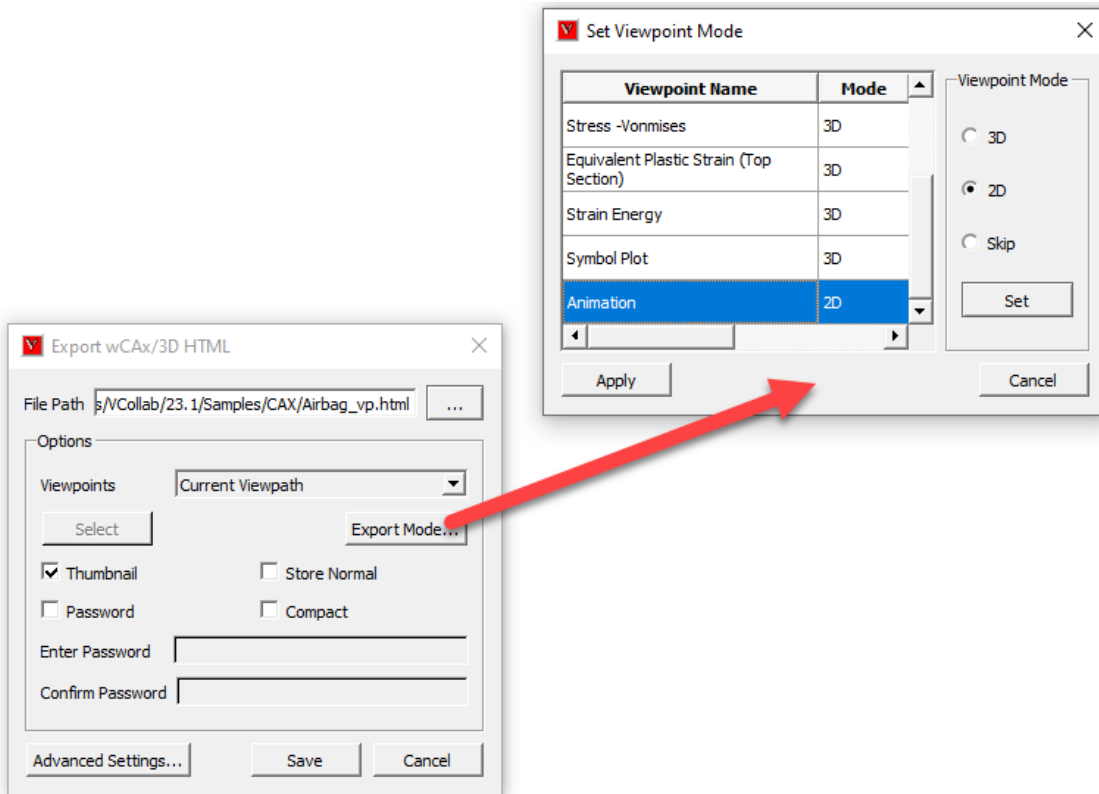 Set Viewpoint Mode
Viewpoint Name Mode
Stress -Vonmises 3D
Equivalent Plastic Strain (Top
Section) 3D
Strain Energy 3D
Symbol Plot 3D
Animation 2D
Viewpoint Mode
3D
2D
Skip
Set
Apply
Cancel
Export wCAx/3D HTML
File Path s/VCollab/23.1/Samples/CAX/Airbag_vp.html ...
Options
Viewpoints Current Viewpath
Select Export Mode...
Thumbnail Store Normal
Password Compact
Enter Password
Confirm Password
Advanced Settings... Save Cancel